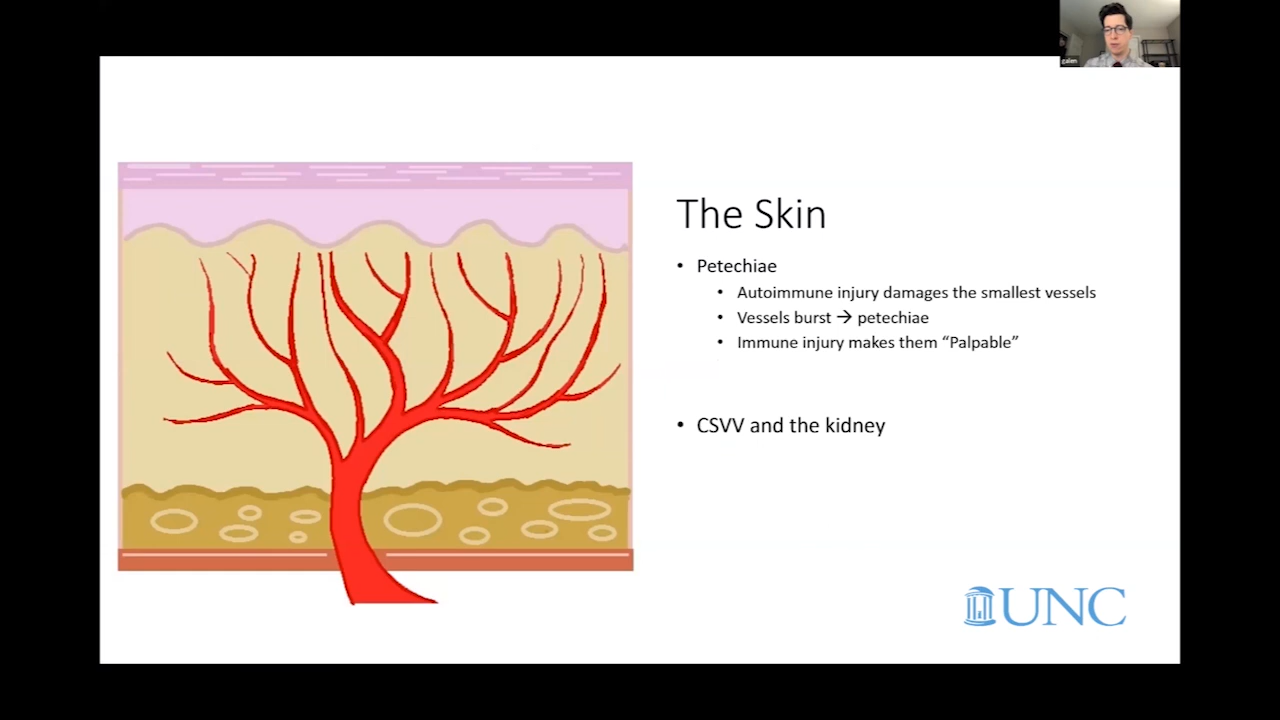 galen
The Skin
• Petechiae
• Autoimmune injury damages the smallest vessels
• Vessels burst → petechiae
• Immune injury makes them “Palpable”
• CSVV and the kidney
UNC